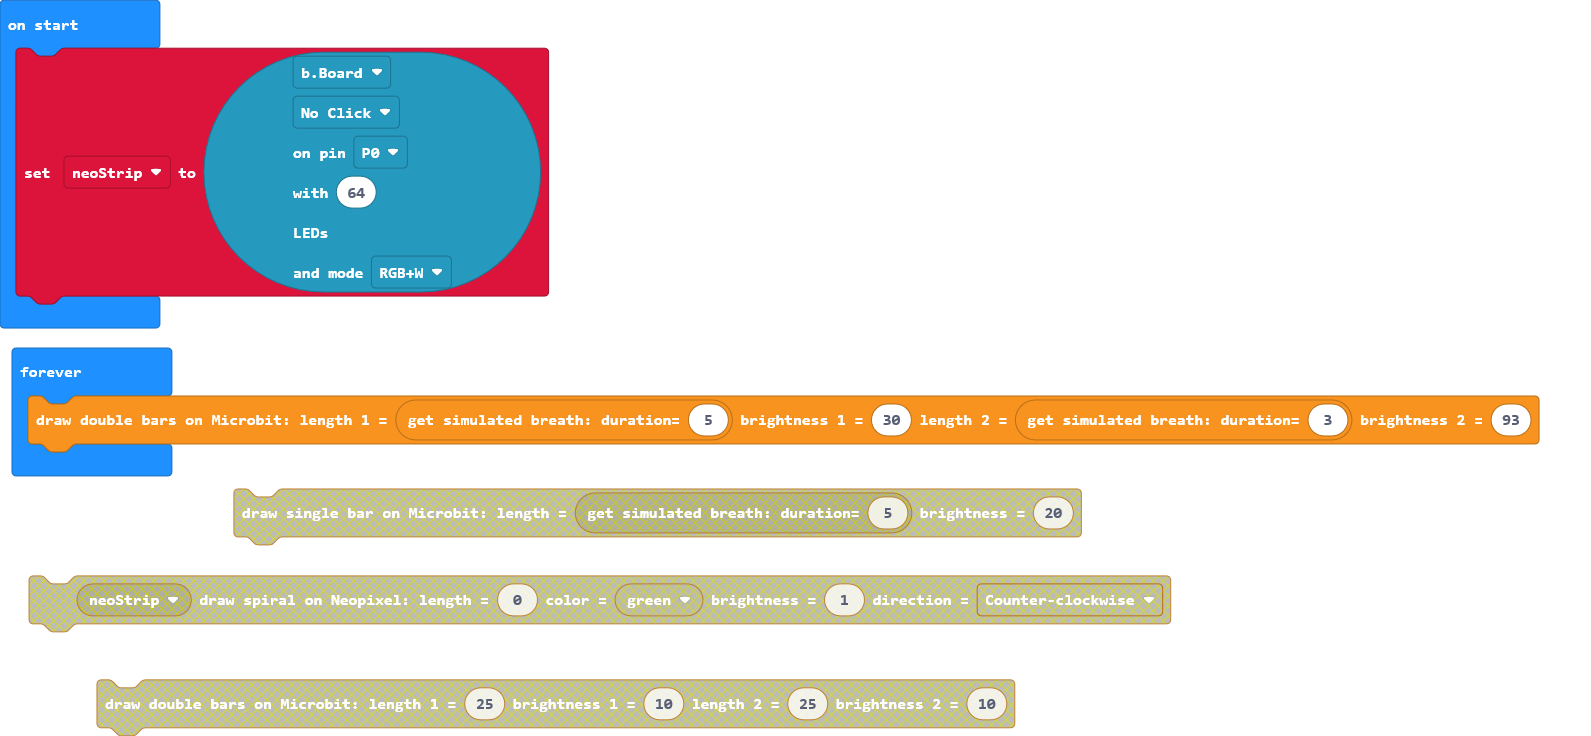 on start
b.Board
No Click
on pin P0
set neoStrip to
with 64
LEDs
and mode RGB+W
forever
draw double bars on Microbit: length 1 = get simulated breath: duration= 5 brightness 1 = 30 length 2 = get simulated breath: duration= 3 brightness 2 = 93
draw single bar on Microbit: length = get simulated breath: duration= 5 brightness = 20
neoStrip draw spiral on Neopixel: length = 0 color = green brightness = 1 direction = Counter-clockwise
draw double bars on Microbit: length 1 = 25 brightness 1 = 10 length 2 = 25 brightness 2 = 10